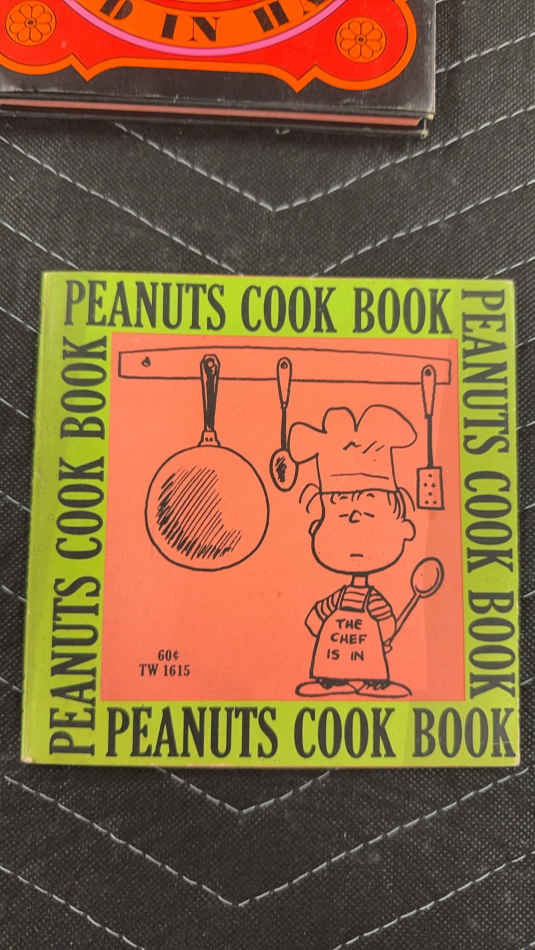 D IN HA
PEANUTS COOK BOOK
PEANUTS COOK BOOK
PEANUTS COOK BOOK
THE
CHEF
IS IN
60¢
TW 1615
PEANUTS COOK BOOK